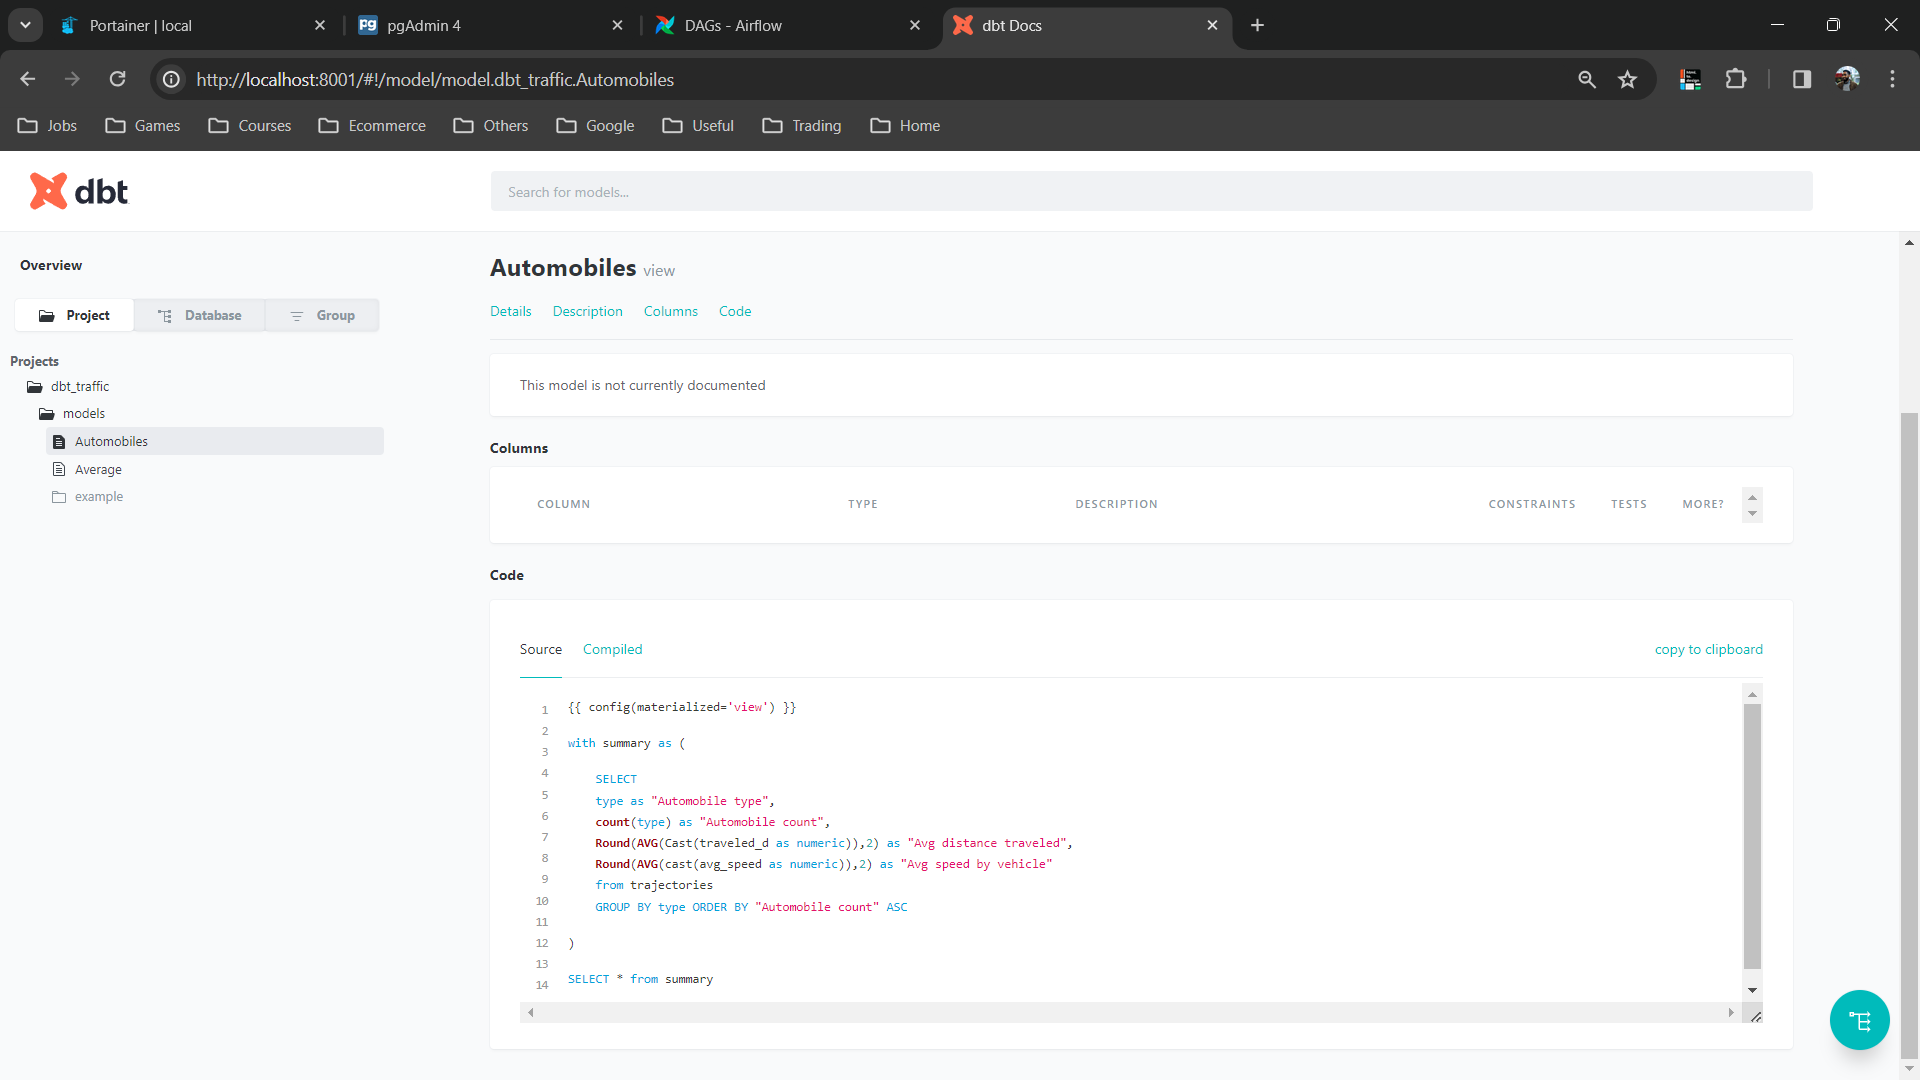 Portainer | local
pgAdmin 4
DAGs - Airflow
dbt Docs
http://localhost:8001/#!/model/model.dbt_traffic.Automobiles
Jobs
Games
Courses
Ecommerce
Others
Google
Useful
Trading
Home
dbt
Search for models...
Overview
Project
Database
Group
Projects
dbt_traffic
models
Automobiles
Average
example
Automobiles view
Details
Description
Columns
Code
This model is not currently documented
Columns
COLUMN
TYPE
DESCRIPTION
CONSTRAINTS
TESTS
MORE?
Code
Source
Compiled
copy to clipboard
1
2
3
4
5
6
7
8
9
10
11
12
13
14
{{ config(materialized='view') }}
with summary as (
SELECT
type as "Automobile type",
count(type) as "Automobile count",
Round(AVG(Cast(traveled_d as numeric)),2) as "Avg distance traveled",
Round(AVG(cast(avg_speed as numeric)),2) as "Avg speed by vehicle"
from trajectories
GROUP BY type ORDER BY "Automobile count" ASC
)
SELECT * from summary